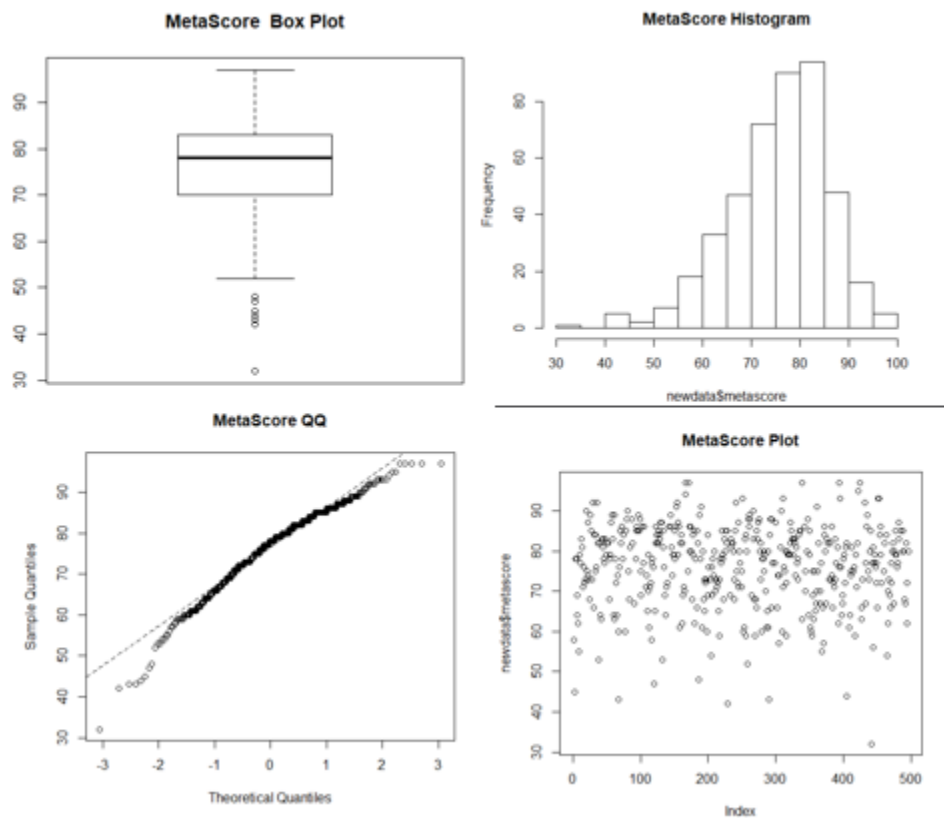 MetaScore  Box Plot
90
80
70
60
50
40
30
MetaScore Histogram
Frequency
80
60
40
20
0
30 40 50 60 70 80 90 100
newdata$metascore
MetaScore QQ
Sample Quantiles
90
80
70
60
50
40
30
-3 -2 -1 0 1 2 3
Theoretical Quantiles
MetaScore Plot
newdata$metascore
90
80
70
60
50
40
30
0 100 200 300 400 500
Index